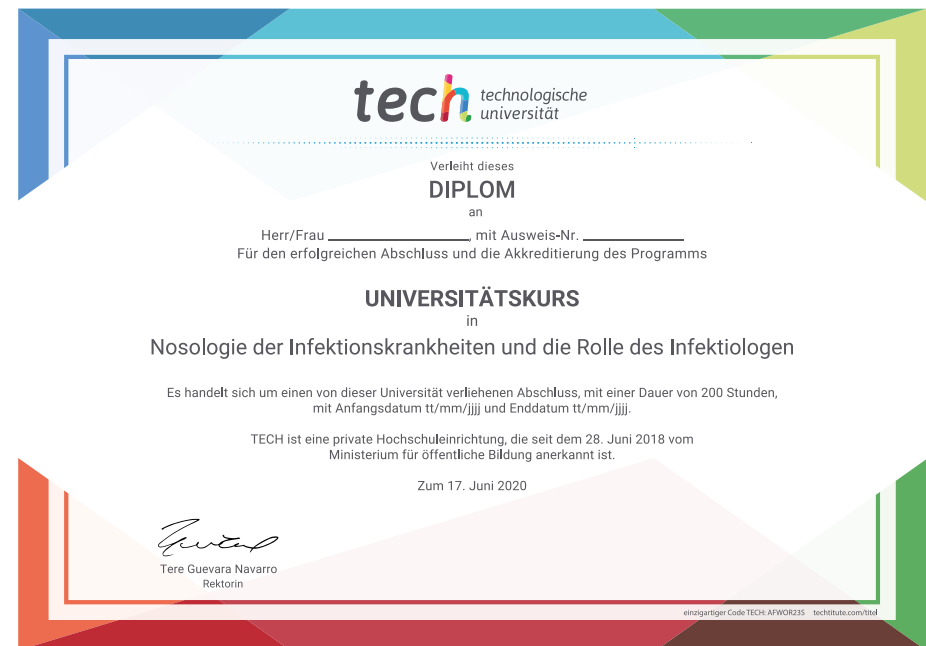 tech technologische
universität
Verleiht dieses
DIPLOM
an
Herr/Frau ____________________, mit Ausweis-Nr. ______________
Für den erfolgreichen Abschluss und die Akkreditierung des Programms
UNIVERSITÄTSKURS
in
Nosologie der Infektionskrankheiten und die Rolle des Infektiologen
Es handelt sich um einen von dieser Universität verliehenen Abschluss, mit einer Dauer von 200 Stunden,
mit Anfangsdatum tt/mm/jjjj und Enddatum tt/mm/jjjj.
TECH ist eine private Hochschuleinrichtung, die seit dem 28. Juni 2018 vom
Ministerium für öffentliche Bildung anerkannt ist.
Zum 17. Juni 2020
Tere Guevara Navarro
Rektorin
einzigartiger Code TECH: AFWOR23S techtitute.com/titel